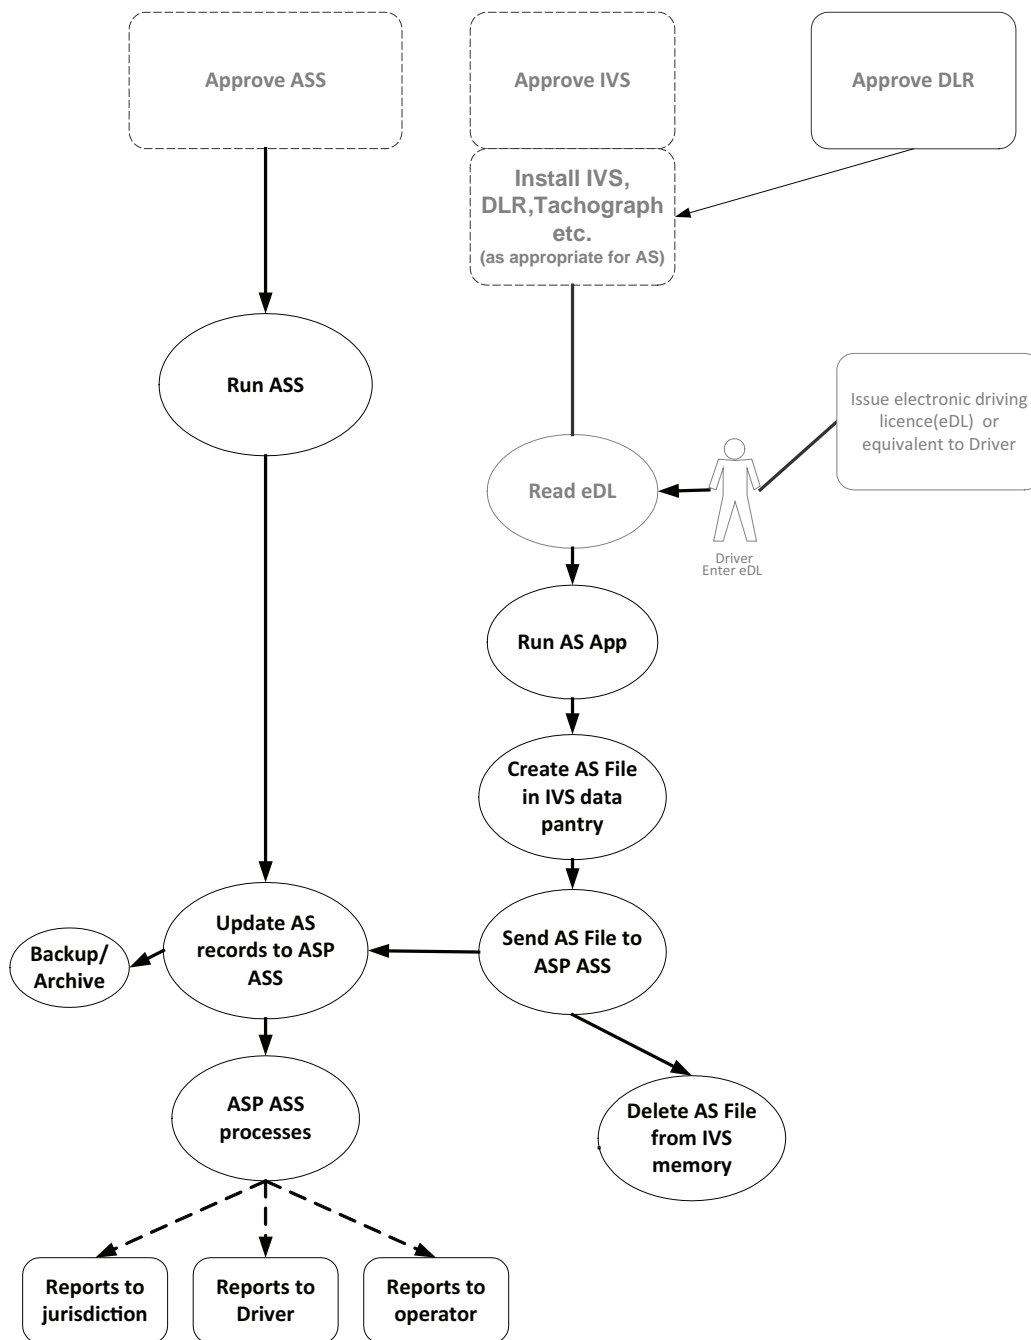 Approve ASS
Approve IVS
Approve DLR
Install IVS,
DLR,Tachograph
etc.
(as appropriate for AS)
Run ASS
Issue electronic driving
licence(eDL)  or
equivalent to Driver
Read eDL
Driver
Enter eDL
Run AS App
Create AS File
in IVS data
pantry
Update AS
records to ASP
ASS
Send AS File to
ASP ASS
Backup/
Archive
ASP ASS
processes
Delete AS File
from IVS
memory
Reports to
jurisdiction
Reports to
Driver
Reports to
operator